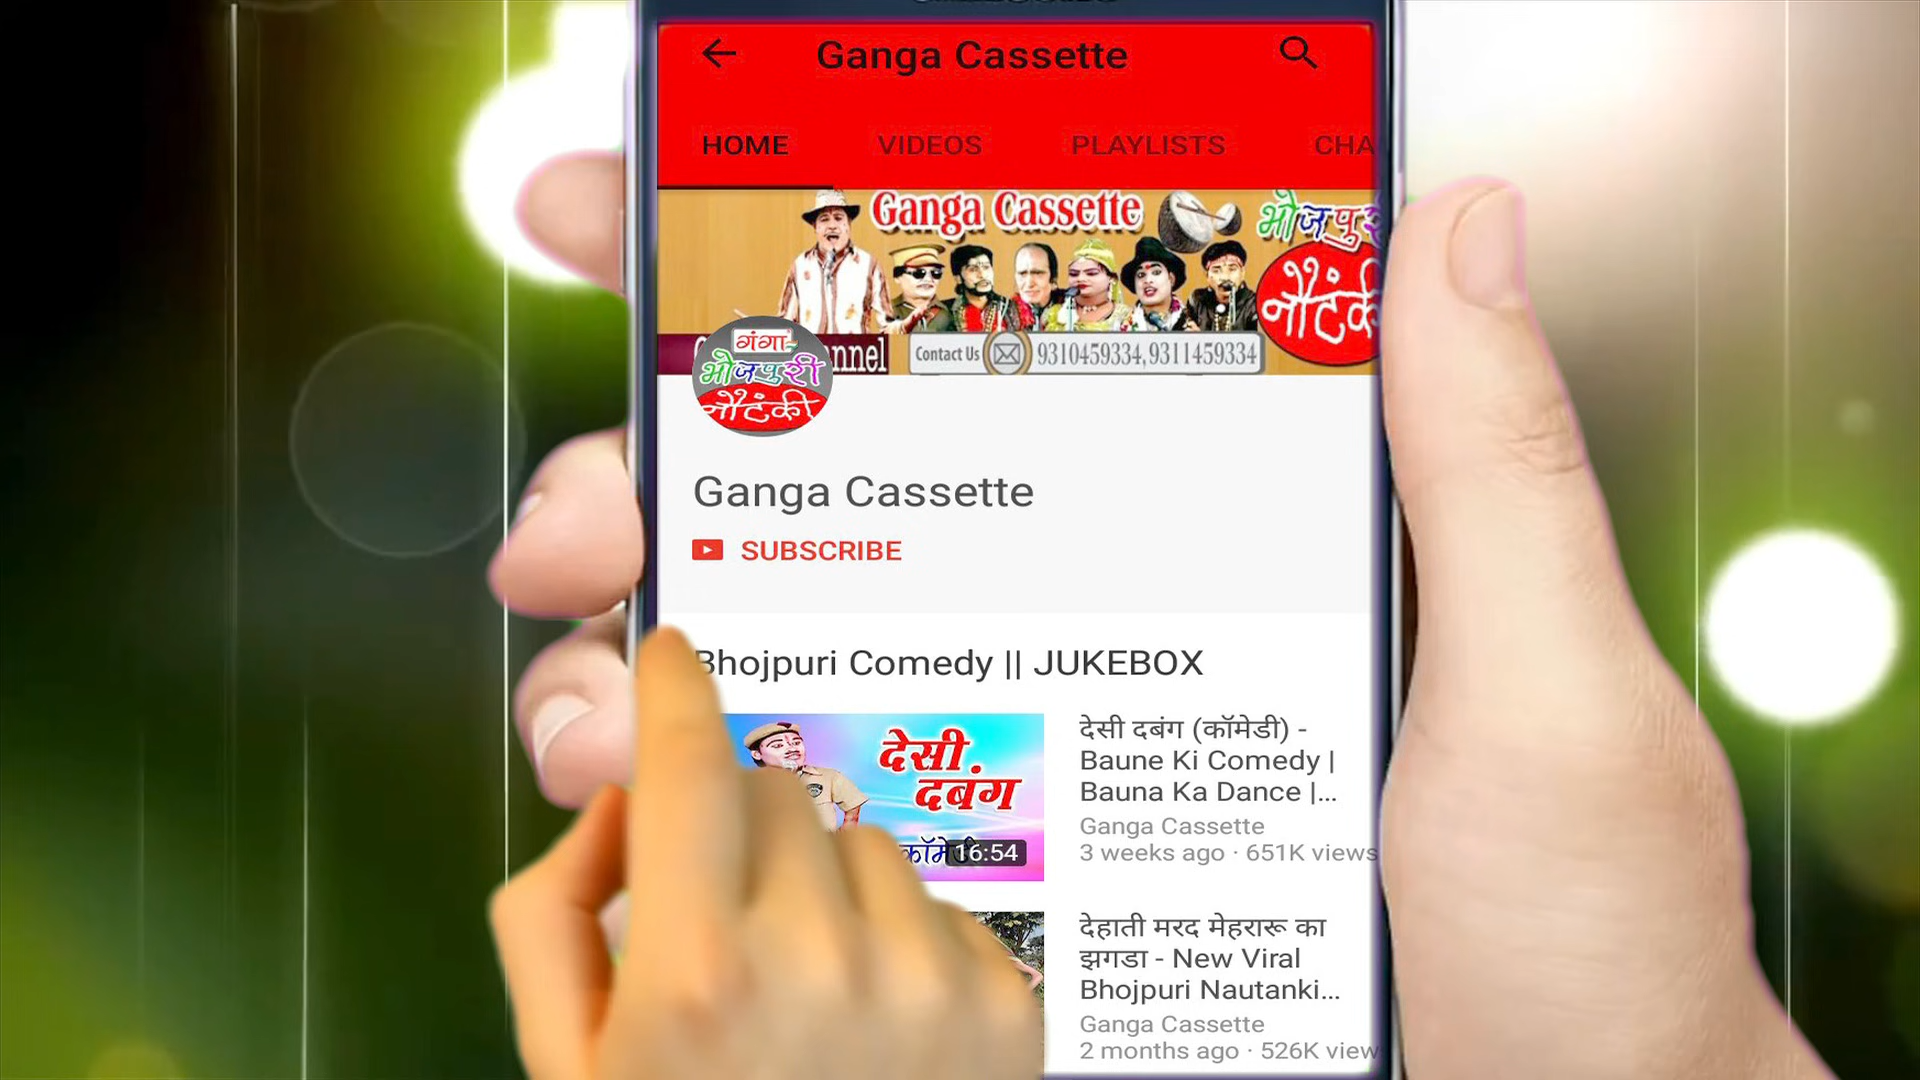 Ganga Cassette
HOME VIDEOS PLAYLISTS CHA
Ganga Cassette
भोजपुरी
नौटंकी
nnel
Contact Us 9310459334,9311459334
गंगा
भोजपुरी
नौटंकी
Ganga Cassette
SUBSCRIBE
Bhojpuri Comedy || JUKEBOX
देसी
दबंग
कॉमेडी
16:54
देसी दबंग (कॉमेडी) -
Baune Ki Comedy |
Bauna Ka Dance |...
Ganga Cassette
3 weeks ago · 651K views
देहाती मरद मेहरारू का
झगडा - New Viral
Bhojpuri Nautanki...
Ganga Cassette
2 months ago · 526K view